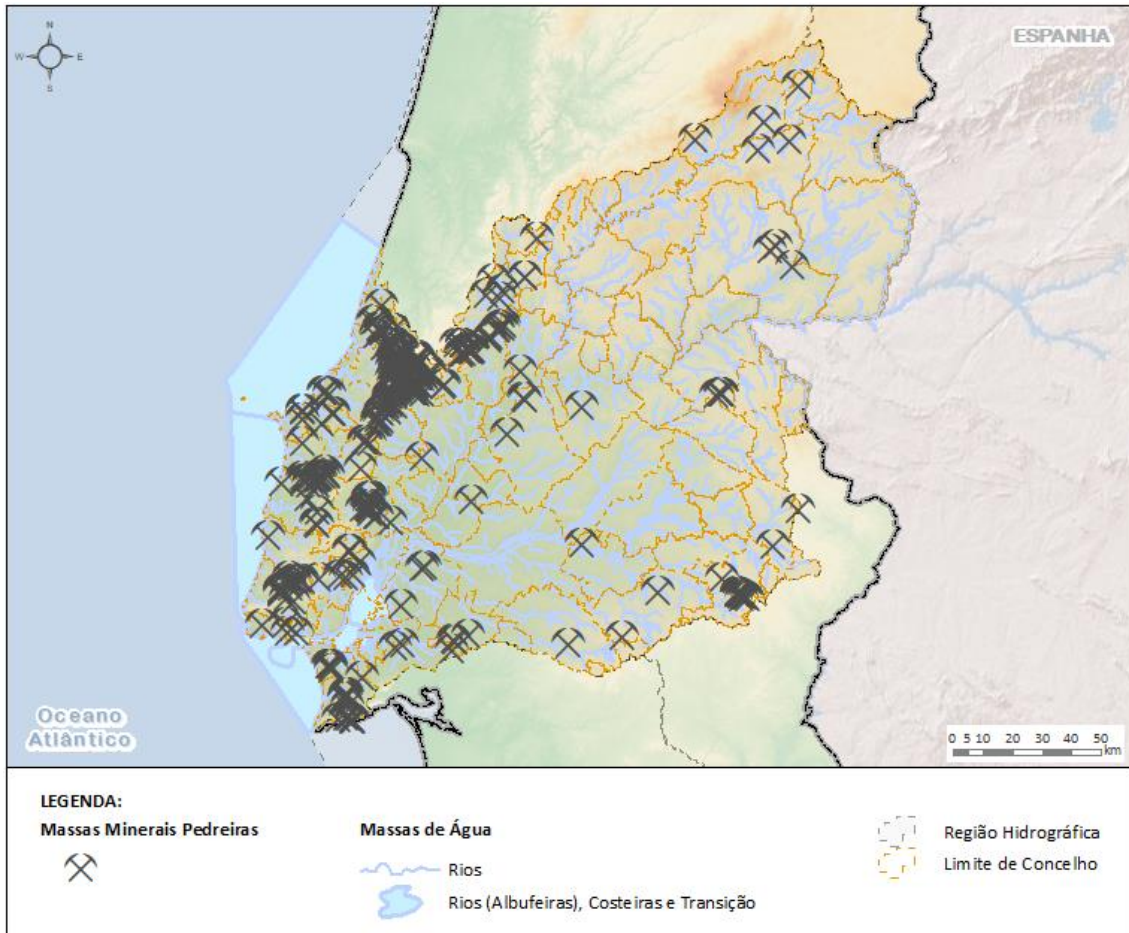 N
W E
S
ESPANHA
Oceano
Atlântico
0 5 10 20 30 40 50
km
LEGENDA:
Massas Minerais Pedreiras
Massas de Água
Rios
Rios (Albufeiras), Costeiras e Transição
Região Hidrográfica
Limite de Concelho